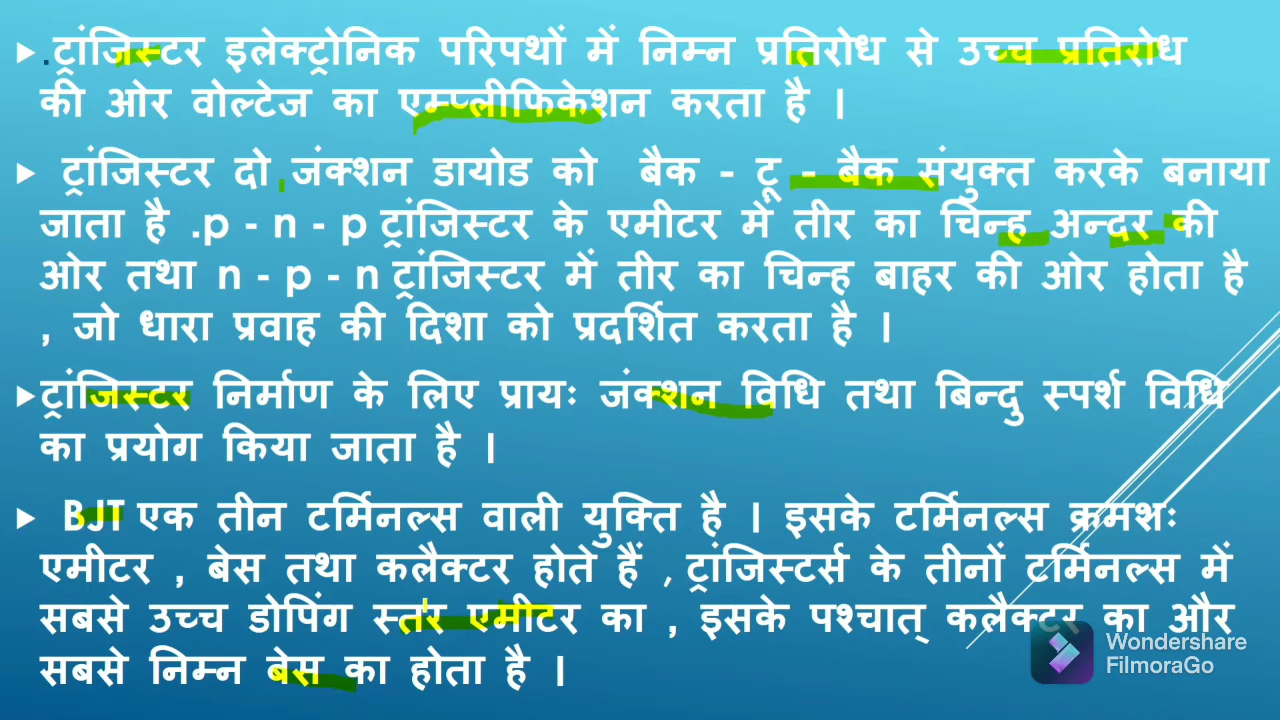 .ट्रांजिस्टर इलेक्ट्रोनिक परिपथों में निम्न प्रतिरोध से उच्च प्रतिरोध
की ओर वोल्टेज का एम्प्लीफिकेशन करता है ।
ट्रांजिस्टर दो जंक्शन डायोड को बैक - टू - बैक संयुक्त करके बनाया
जाता है .p - n - p ट्रांजिस्टर के एमीटर में तीर का चिन्ह अन्दर की
ओर तथा n - p - n ट्रांजिस्टर में तीर का चिन्ह बाहर की ओर होता है
, जो धारा प्रवाह की दिशा को प्रदर्शित करता है ।
ट्रांजिस्टर निर्माण के लिए प्रायः जंक्शन विधि तथा बिन्दु स्पर्श विधि
का प्रयोग किया जाता है ।
BJT एक तीन टर्मिनल्स वाली युक्ति है । इसके टर्मिनल्स क्रमशः
एमीटर , बेस तथा कलैक्टर होते हैं , ट्रांजिस्टर्स के तीनों टर्मिनल्स में
सबसे उच्च डोपिंग स्तर एमीटर का , इसके पश्चात् कलैक्टर का और
सबसे निम्न बेस का होता है ।
Wondershare
FilmoraGo